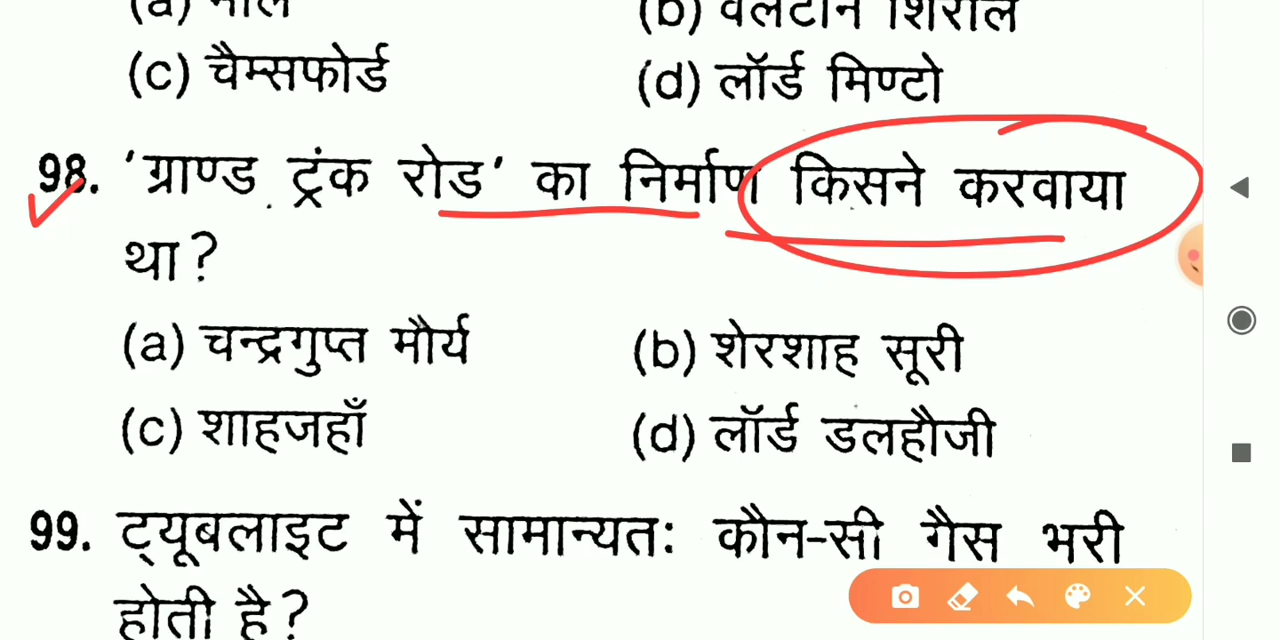 (a) नील (b) वेलेंटाने शिरोल
(c) चैम्सफोर्ड (d) लॉर्ड मिण्टो
98. 'ग्राण्ड ट्रंक रोड' का निर्माण किसने करवाया
था?
(a) चन्द्रगुप्त मौर्य (b) शेरशाह सूरी
(c) शाहजहाँ (d) लॉर्ड डलहौजी
99. ट्यूबलाइट में सामान्यतः कौन-सी गैस भरी
होती है?